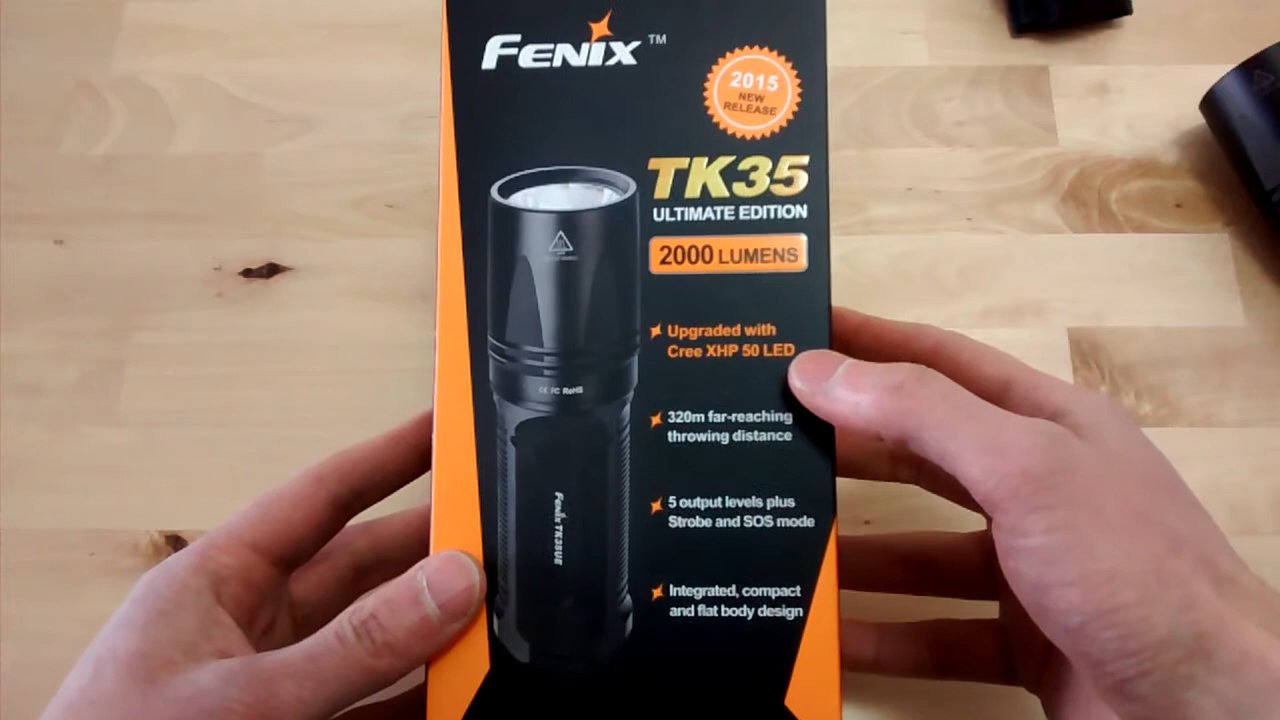 FENIX™
2015
NEW
RELEASE
TK35
ULTIMATE EDITION
2000 LUMENS
Upgraded with
Cree XHP 50 LED
320m far-reaching
throwing distance
5 output levels plus
Strobe and SOS mode
Integrated, compact
and flat body design
CE FC RoHS
FENIX TK35UE